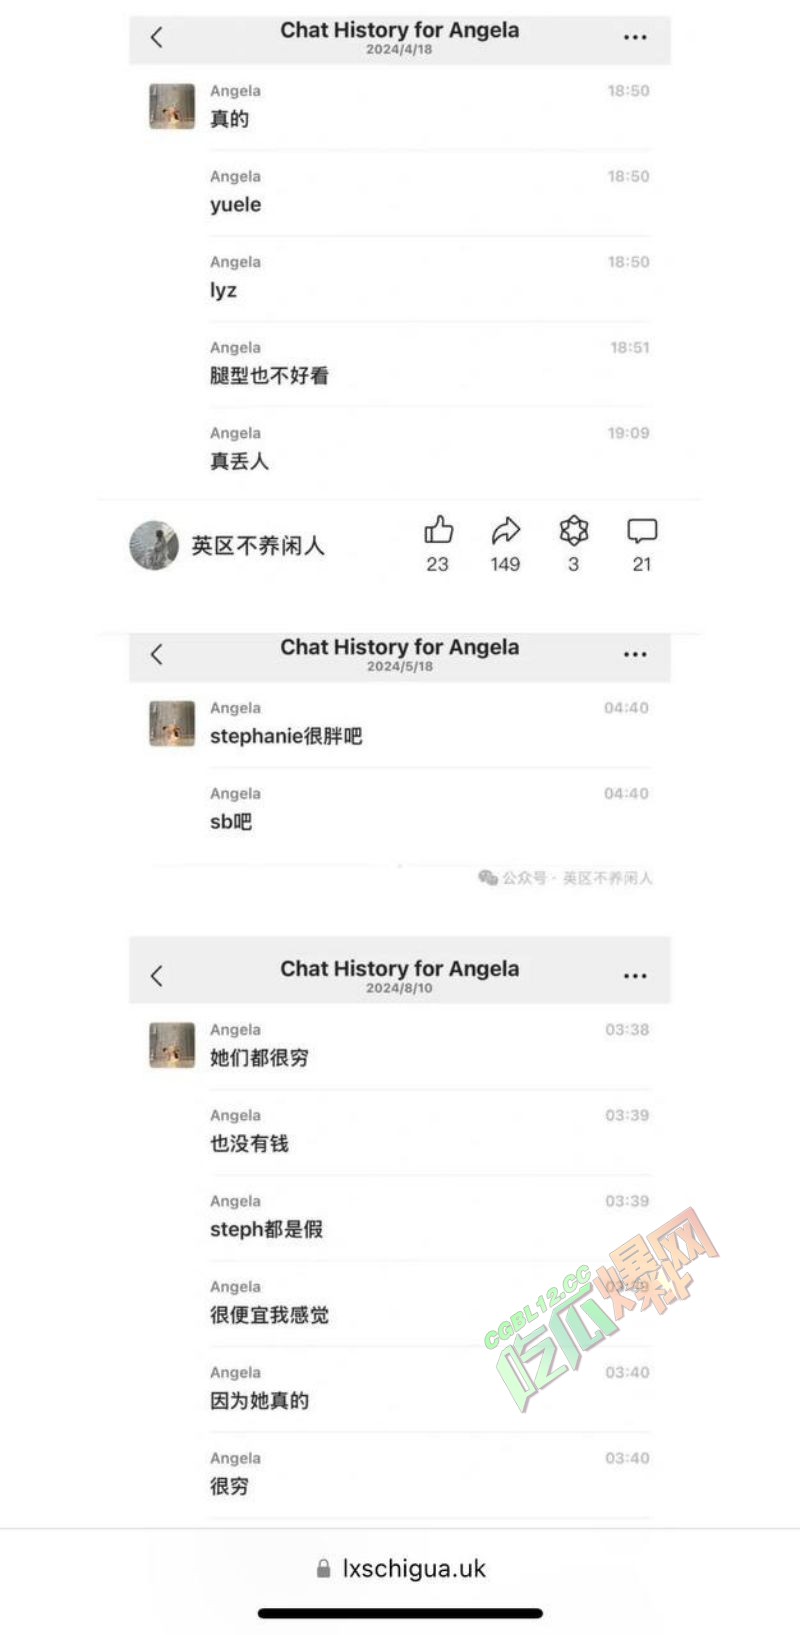 Chat History for Angela
2024/4/18
Angela 18:50
真的
Angela 18:50
yuele
Angela 18:50
lyz
Angela 18:51
腿型也不好看
Angela 19:09
真丢人
英区不养闲人
23 149 3 21
Chat History for Angela
2024/5/18
Angela 04:40
stephanie很胖吧
Angela 04:40
sb吧
公众号 · 英区不养闲人
Chat History for Angela
2024/8/10
Angela 03:38
她们都很穷
Angela 03:39
也没有钱
Angela 03:39
steph都是假
Angela 03:39
很便宜我感觉
CGBL12.CC
吃瓜爆料网
Angela 03:40
因为她真的
Angela 03:40
很穷
lxschigua.uk